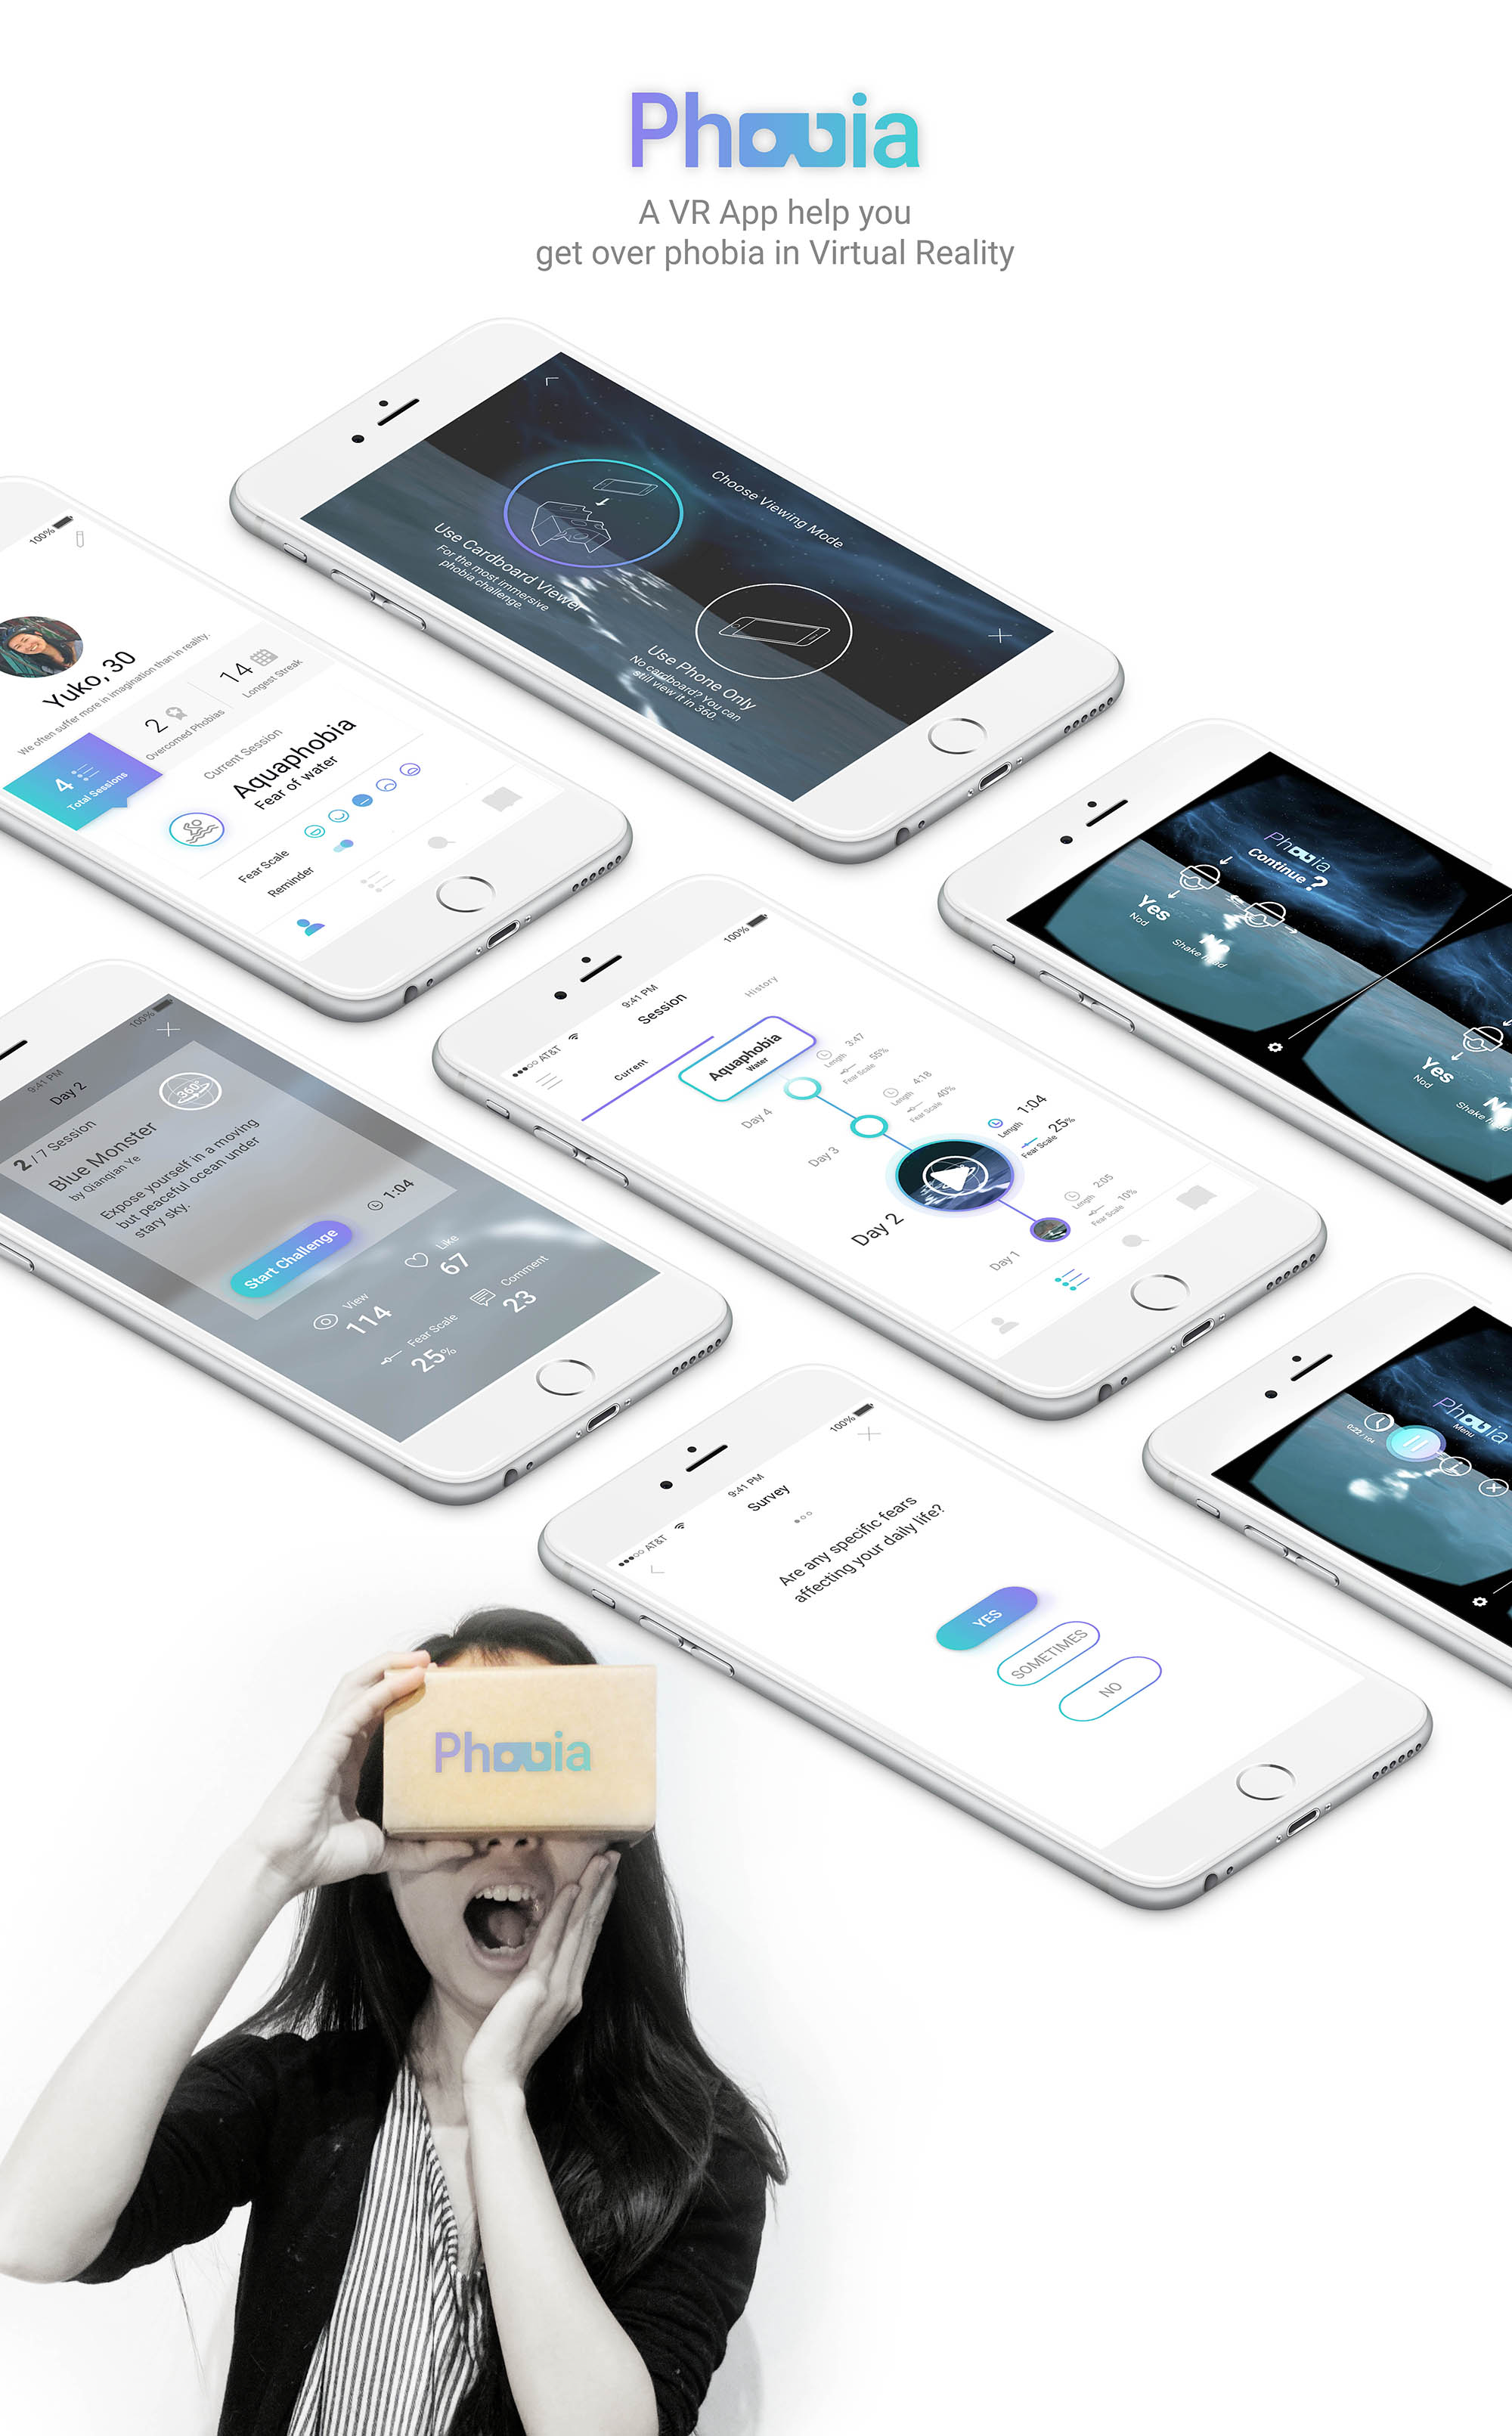 Phobia
A VR App help you
get over phobia in Virtual Reality
Choose Viewing Mode
Use Cardboard Viewer
For the most immersive
phobia challenge.
Use Phone Only
No cardboard? You can
still view it in 360.
100%
Yuko, 30
We often suffer more in imagination than in reality.
4
Total Sessions
2
Overcomed Phobias
14
Longest Streak
Current Session
Aquaphobia
Fear of water
Fear Scale
Reminder
Phobia
Continue ?
Yes
Nod
No
Shake
Yes
Nod
Shake
AT&T
9:41 PM
100%
Session
Current
History
Aquaphobia
Water
Day 4
Length 3:47
Fear Scale 55%
Day 3
Length 4:18
Fear Scale 40%
Day 2
Length 1:04
Fear Scale 25%
Day 1
Length 2:05
Fear Scale 10%
9:41 PM
100%
Day 2
2 / 7 Session
360°
Blue Monster
by Qianqian Ye
Expose yourself in a moving
but peaceful ocean under
stary sky.
1:04
Start Challenge
View
114
Like
67
Fear Scale
25%
Comment
23
AT&T
9:41 PM
100%
Survey
Are any specific fears
affecting your daily life?
YES
SOMETIMES
NO
Phobia
Menu
0:22/1:04
Phobia